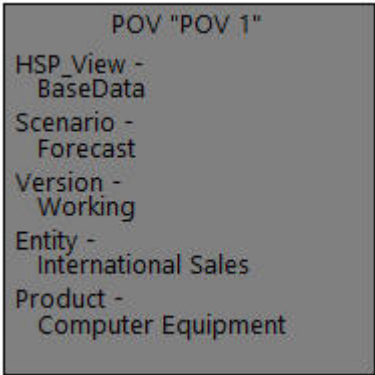 POV "POV 1"
HSP_View -
BaseData
Scenario -
Forecast
Version -
Working
Entity -
International Sales
Product -
Computer Equipment